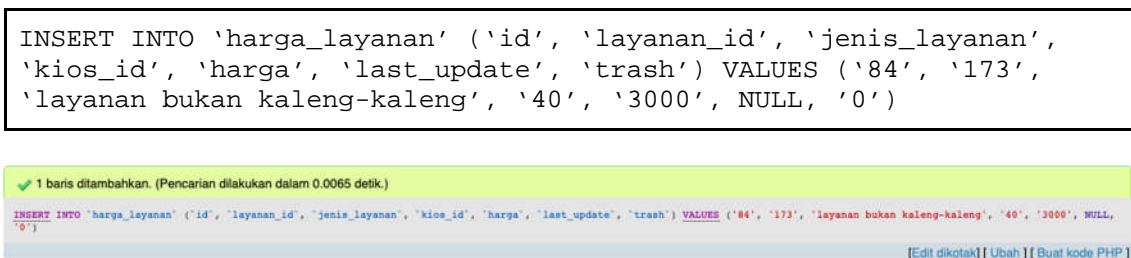 INSERT INTO ‘harga_layanan’ (‘id’, ‘layanan_id’, ‘jenis_layanan’,
‘kios_id’, ‘harga’, ‘last_update’, ‘trash’) VALUES (‘84’, ‘173’,
‘layanan bukan kaleng-kaleng’, ‘40’, ‘3000’, NULL, ’0’)
1 baris ditambahkan. (Pencarian dilakukan dalam 0.0065 detik.)
INSERT INTO `harga_layanan` (`id`, `layanan_id`, `jenis_layanan`, `kios_id`, `harga`, `last_update`, `trash`) VALUES ('84', '173', 'layanan bukan kaleng-kaleng', '40', '3000', NULL,
'0')
[Edit dikotak] [ Ubah ] [ Buat kode PHP ]